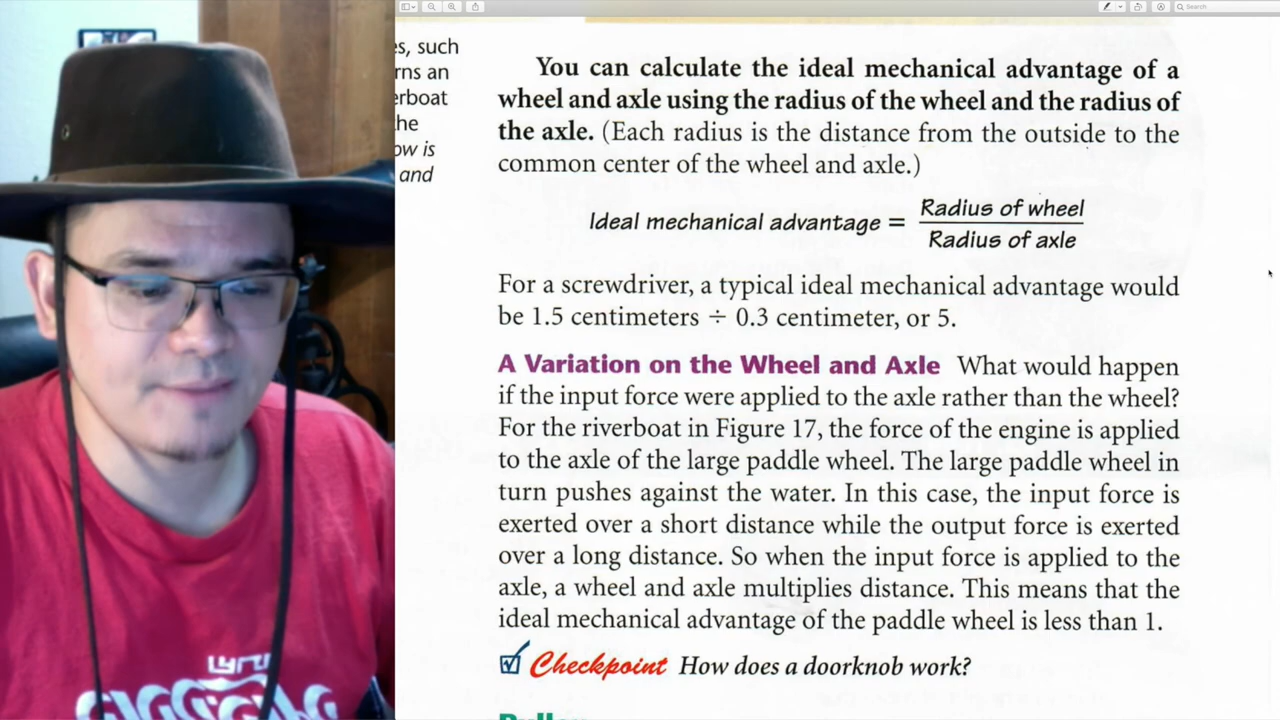 Search
es, such
rns an
erboat
he
ow is
and
You can calculate the ideal mechanical advantage of a
wheel and axle using the radius of the wheel and the radius of
the axle. (Each radius is the distance from the outside to the
common center of the wheel and axle.)
Ideal mechanical advantage = Radius of wheel
Radius of axle
For a screwdriver, a typical ideal mechanical advantage would
be 1.5 centimeters ÷ 0.3 centimeter, or 5.
A Variation on the Wheel and Axle What would happen
if the input force were applied to the axle rather than the wheel?
For the riverboat in Figure 17, the force of the engine is applied
to the axle of the large paddle wheel. The large paddle wheel in
turn pushes against the water. In this case, the input force is
exerted over a short distance while the output force is exerted
over a long distance. So when the input force is applied to the
axle, a wheel and axle multiplies distance. This means that the
ideal mechanical advantage of the paddle wheel is less than 1.
Checkpoint How does a doorknob work?